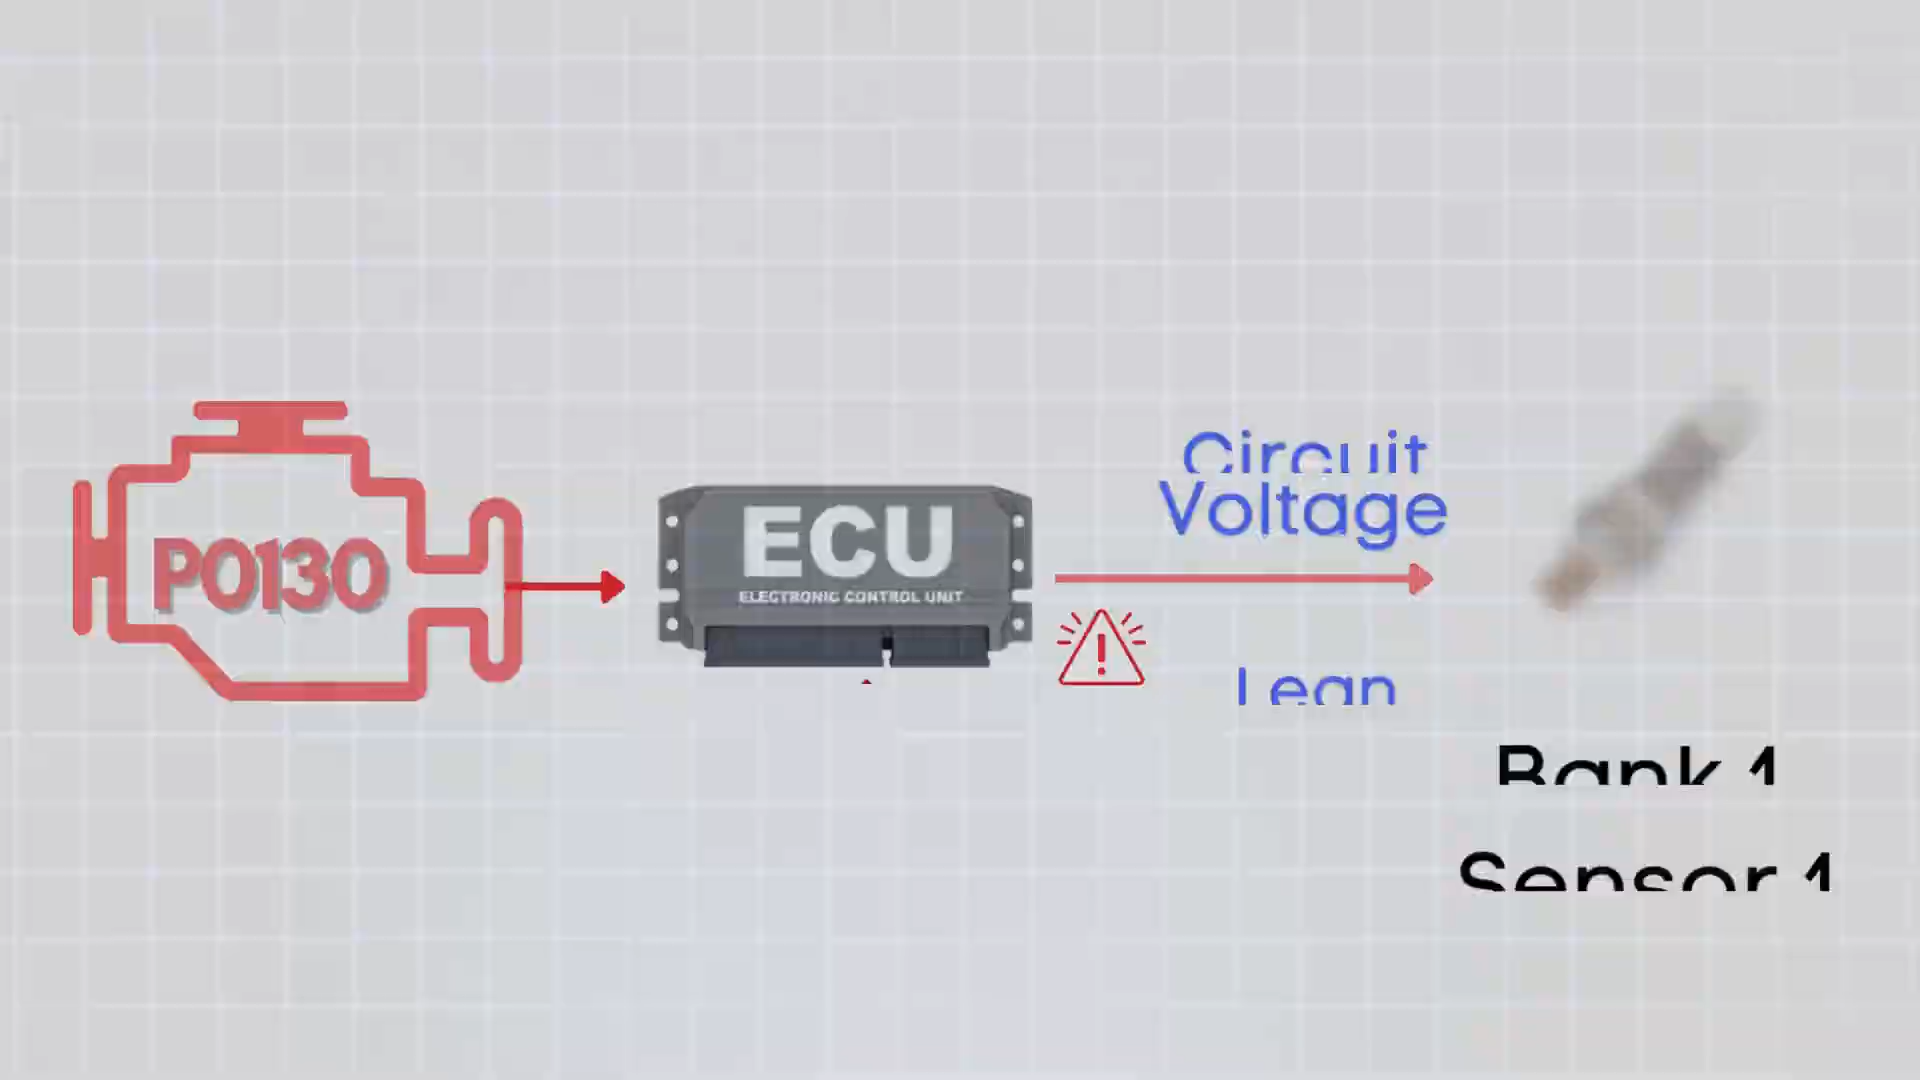 P0130
ECU
ELECTRONIC CONTROL UNIT
Circuit
Voltage
Lean
Bank 1
Sensor 1